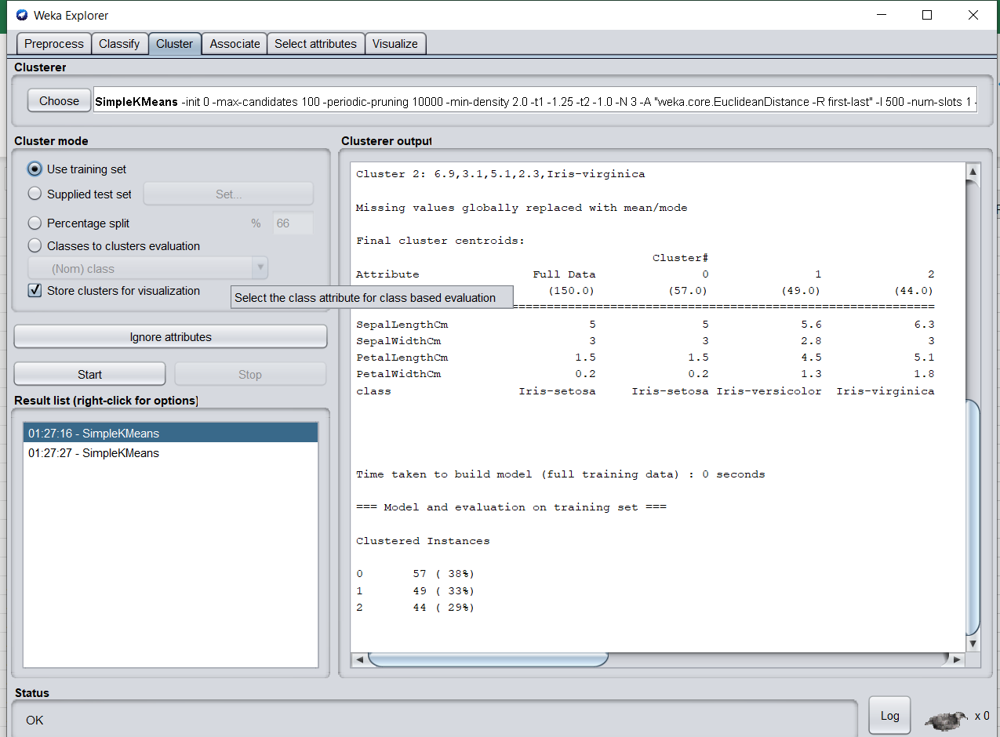 Weka Explorer
Preprocess Classify Cluster Associate Select attributes Visualize
Clusterer
Choose SimpleKMeans -init 0 -max-candidates 100 -periodic-pruning 10000 -min-density 2.0 -t1 -1.25 -t2 -1.0 -N 3 -A "weka.core.EuclideanDistance -R first-last" -I 500 -num-slots 1 -
Cluster mode
Use training set
Supplied test set Set...
Percentage split % 66
Classes to clusters evaluation
(Nom) class
Store clusters for visualization
Select the class attribute for class based evaluation
Ignore attributes
Start Stop
Result list (right-click for options)
01:27:16 - SimpleKMeans
01:27:27 - SimpleKMeans
Clusterer output
Cluster 2: 6.9,3.1,5.1,2.3,Iris-virginica
Missing values globally replaced with mean/mode
Final cluster centroids:
Cluster#
Attribute Full Data 0 1 2
(150.0) (57.0) (49.0) (44.0)
==============================================================
SepalLengthCm 5 5 5.6 6.3
SepalWidthCm 3 3 2.8 3
PetalLengthCm 1.5 1.5 4.5 5.1
PetalWidthCm 0.2 0.2 1.3 1.8
class Iris-setosa Iris-setosa Iris-versicolor Iris-virginica
Time taken to build model (full training data) : 0 seconds
=== Model and evaluation on training set ===
Clustered Instances
0 57 ( 38%)
1 49 ( 33%)
2 44 ( 29%)
Status
OK
Log x 0